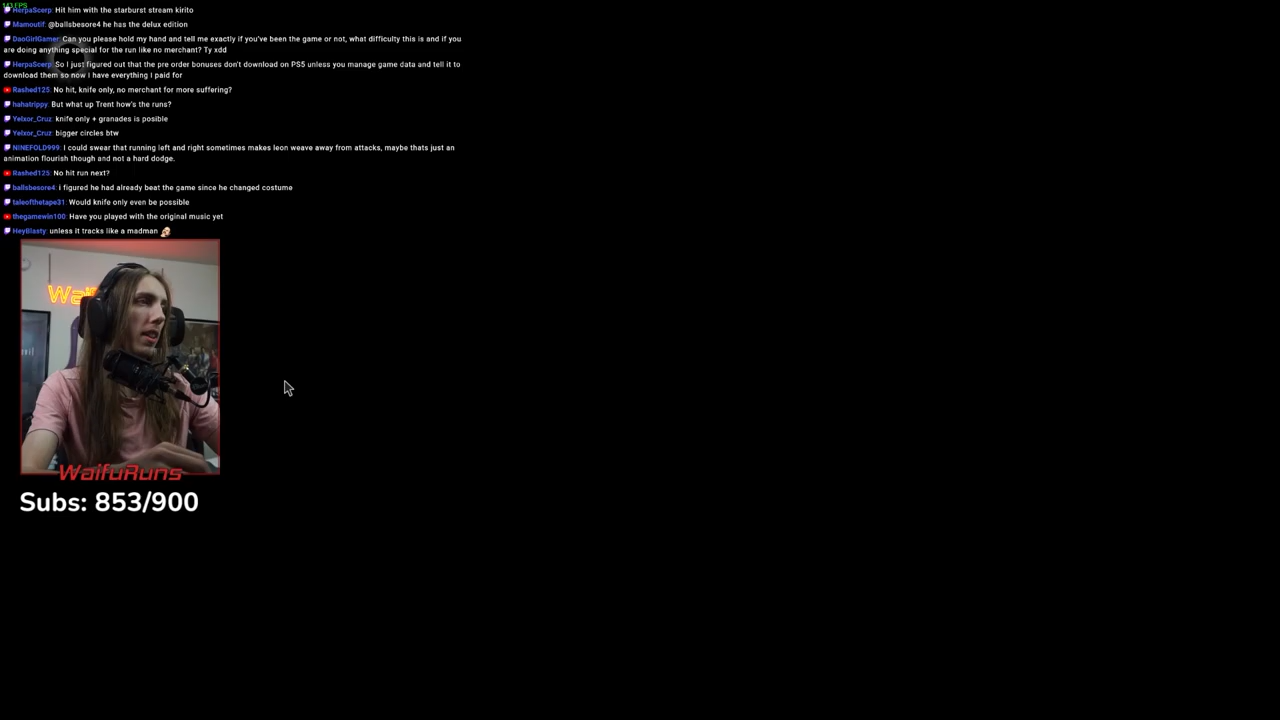 143 FPS
HerpaScerp: Hit him with the starburst stream kirito
Mamoutif: @ballsbesore4 he has the delux edition
DaoGirlGamer: Can you please hold my hand and tell me exactly if you've been the game or not, what difficulty this is and if you
are doing anything special for the run like no merchant? Ty xdd
HerpaScerp: So I just figured out that the pre order bonuses don't download on PS5 unless you manage game data and tell it to
download them so now I have everything I paid for
Rashed125: No hit, knife only, no merchant for more suffering?
hahatrippy: But what up Trent how's the runs?
Yelxor_Cruz: knife only + granades is posible
Yelxor_Cruz: bigger circles btw
NINEFOLD999: I could swear that running left and right sometimes makes leon weave away from attacks, maybe thats just an
animation flourish though and not a hard dodge.
Rashed125: No hit run next?
ballsbesore4: i figured he had already beat the game since he changed costume
taleofthetape31: Would knife only even be possible
thegamewin100: Have you played with the original music yet
HeyBlasty: unless it tracks like a madman
Waif
WaifuRuns
Subs: 853/900